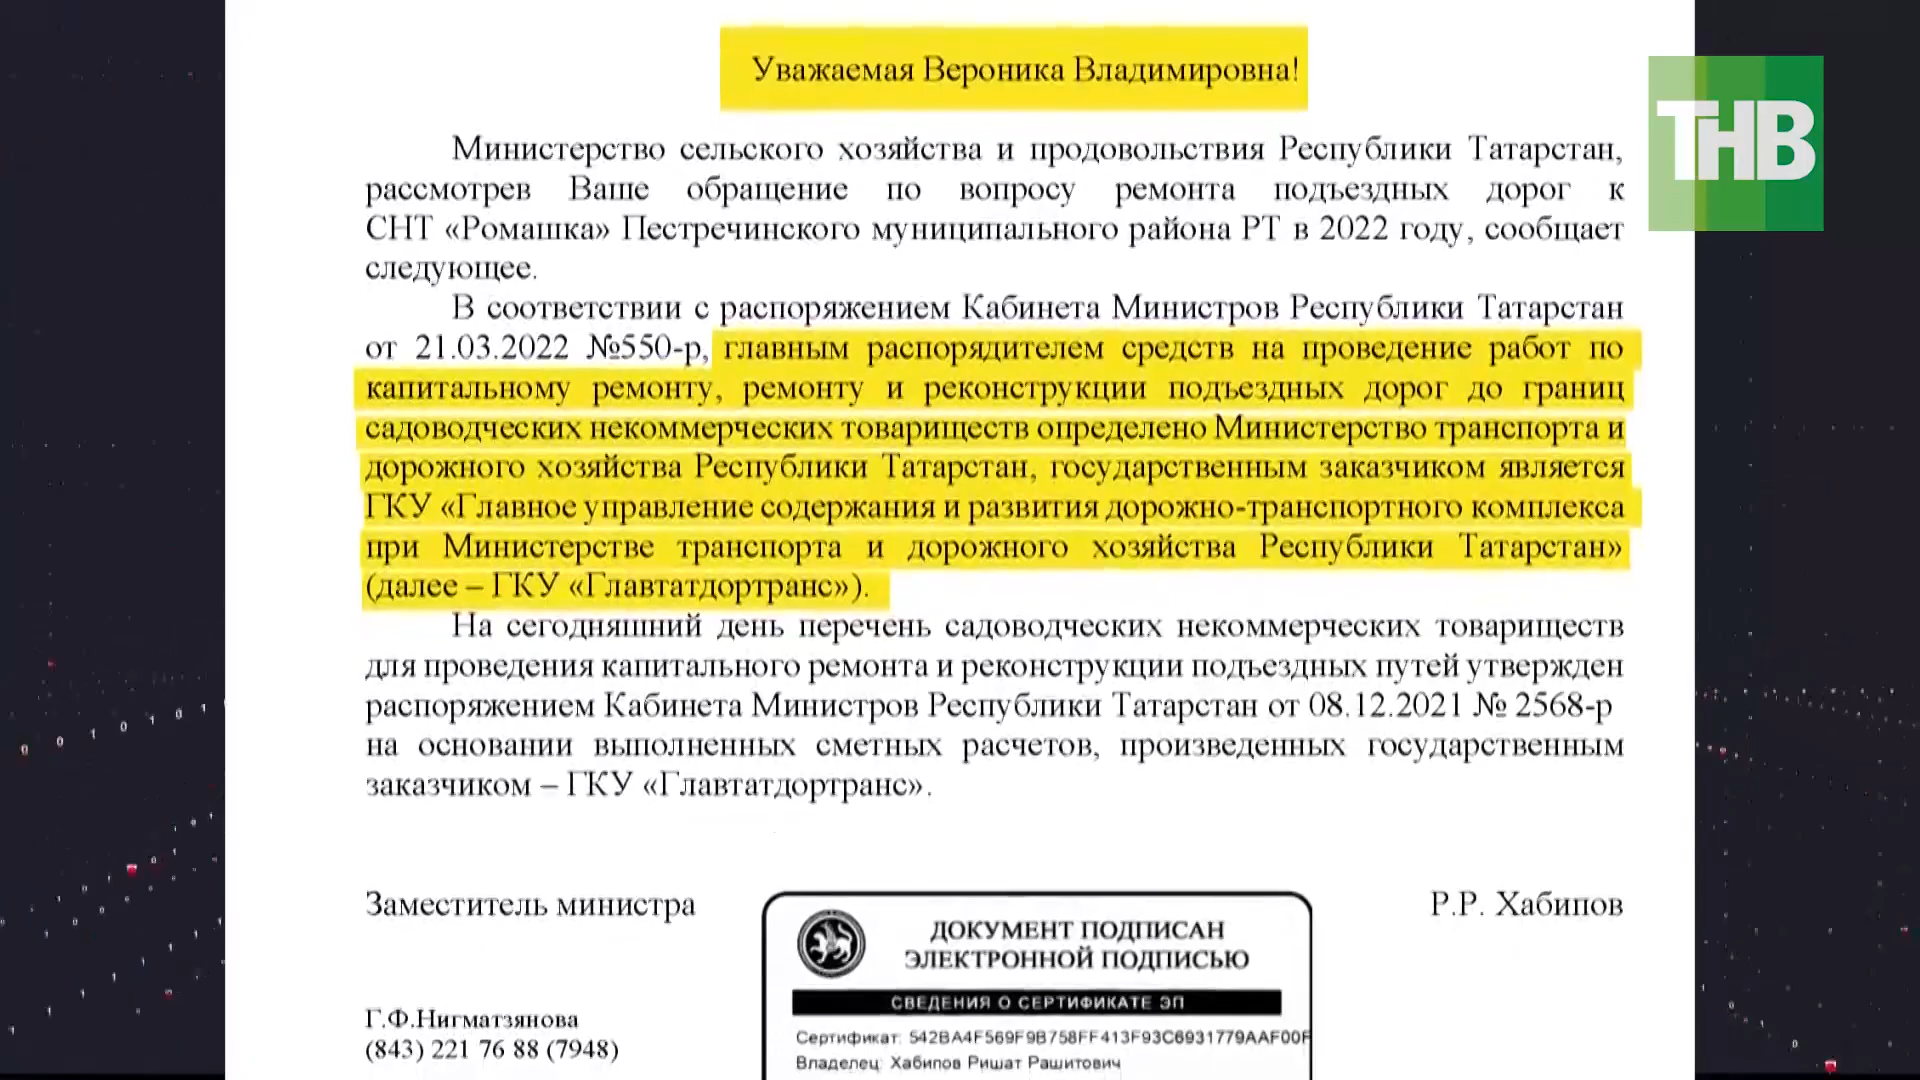 Уважаемая Вероника Владимировна!
ТНВ
Министерство сельского хозяйства и продовольствия Республики Татарстан,
рассмотрев Ваше обращение по вопросу ремонта подъездных дорог к
СНТ «Ромашка» Пестречинского муниципального района РТ в 2022 году, сообщает
следующее.
В соответствии с распоряжением Кабинета Министров Республики Татарстан
от 21.03.2022 №550-р, главным распорядителем средств на проведение работ по
капитальному ремонту, ремонту и реконструкции подъездных дорог до границ
садоводческих некоммерческих товариществ определено Министерство транспорта и
дорожного хозяйства Республики Татарстан, государственным заказчиком является
ГКУ «Главное управление содержания и развития дорожно-транспортного комплекса
при Министерстве транспорта и дорожного хозяйства Республики Татарстан»
(далее – ГКУ «Главтатдортранс»).
На сегодняшний день перечень садоводческих некоммерческих товариществ
для проведения капитального ремонта и реконструкции подъездных путей утвержден
распоряжением Кабинета Министров Республики Татарстан от 08.12.2021 № 2568-р
на основании выполненных сметных расчетов, произведенных государственным
заказчиком – ГКУ «Главтатдортранс».
Заместитель министра
Р.Р. Хабипов
ДОКУМЕНТ ПОДПИСАН
ЭЛЕКТРОННОЙ ПОДПИСЬЮ
СВЕДЕНИЯ О СЕРТИФИКАТЕ ЭП
Сертификат: 542BA4F569F9B758FF413F93C6931779AAF00F
Владелец: Хабипов Ришат Рашитович
Г.Ф.Нигматзянова
(843) 221 76 88 (7948)